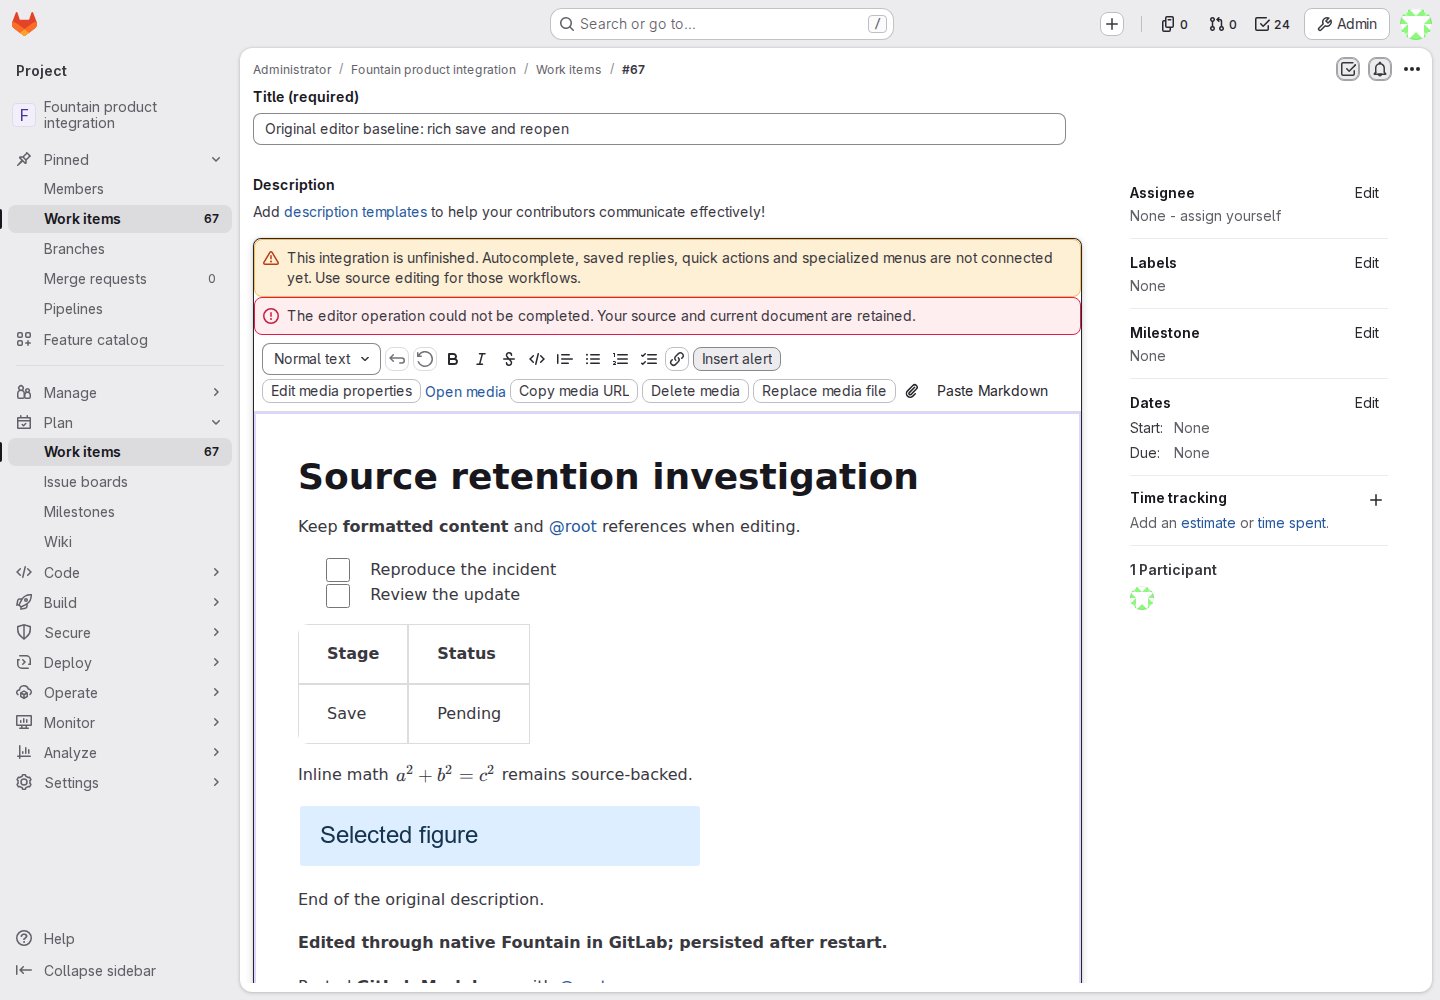 Search or go to...
/
0
0
24
Admin
Project
F
Fountain product
integration
Pinned
Members
Work items
67
Branches
Merge requests
0
Pipelines
Feature catalog
Manage
Plan
Work items
67
Issue boards
Milestones
Wiki
Code
Build
Secure
Deploy
Operate
Monitor
Analyze
Settings
Help
Collapse sidebar
Administrator / Fountain product integration / Work items / #67
Title (required)
Original editor baseline: rich save and reopen
Description
Add description templates to help your contributors communicate effectively!
This integration is unfinished. Autocomplete, saved replies, quick actions and specialized menus are not connected
yet. Use source editing for those workflows.
The editor operation could not be completed. Your source and current document are retained.
Normal text
Insert alert
Edit media properties
Open media
Copy media URL
Delete media
Replace media file
Paste Markdown
Source retention investigation
Keep formatted content and @root references when editing.
Reproduce the incident
Review the update
Stage Status
Save Pending
Inline math a² + b² = c² remains source-backed.
Selected figure
End of the original description.
Edited through native Fountain in GitLab; persisted after restart.
Assignee
Edit
None - assign yourself
Labels
Edit
None
Milestone
Edit
None
Dates
Edit
Start: None
Due: None
Time tracking
Add an estimate or time spent.
1 Participant